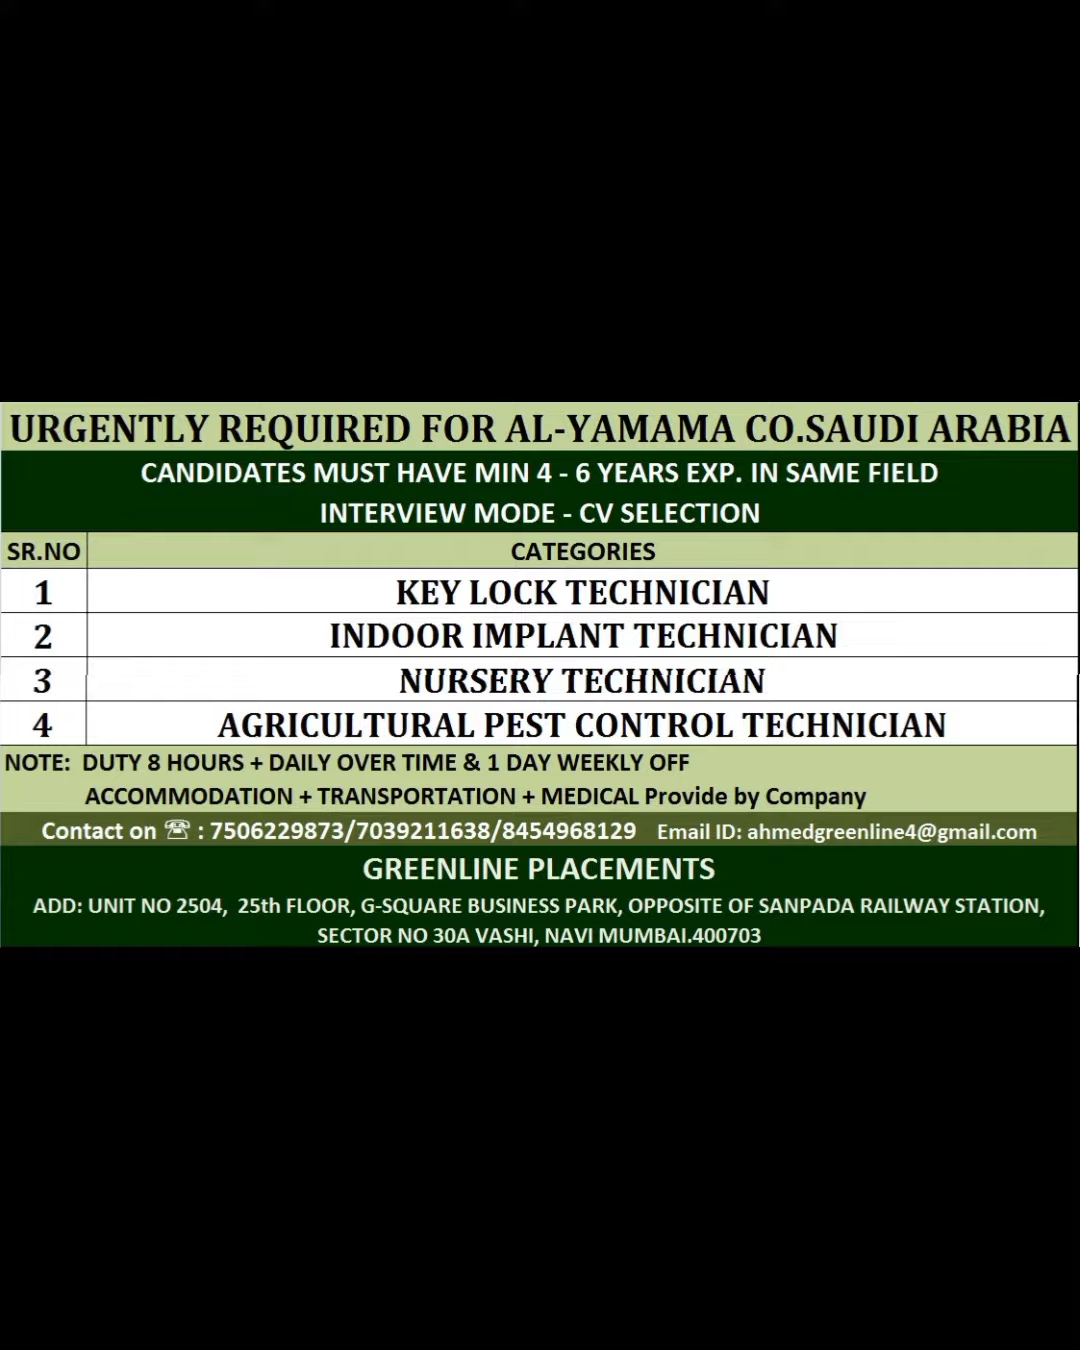 URGENTLY REQUIRED FOR AL-YAMAMA CO.SAUDI ARABIA
CANDIDATES MUST HAVE MIN 4 - 6 YEARS EXP. IN SAME FIELD
INTERVIEW MODE - CV SELECTION
SR.NO CATEGORIES
1 KEY LOCK TECHNICIAN
2 INDOOR IMPLANT TECHNICIAN
3 NURSERY TECHNICIAN
4 AGRICULTURAL PEST CONTROL TECHNICIAN
NOTE: DUTY 8 HOURS + DAILY OVER TIME & 1 DAY WEEKLY OFF
ACCOMMODATION + TRANSPORTATION + MEDICAL Provide by Company
Contact on ☏ : 7506229873/7039211638/8454968129 Email ID: ahmedgreenline4@gmail.com
GREENLINE PLACEMENTS
ADD: UNIT NO 2504, 25th FLOOR, G-SQUARE BUSINESS PARK, OPPOSITE OF SANPADA RAILWAY STATION,
SECTOR NO 30A VASHI, NAVI MUMBAI.400703